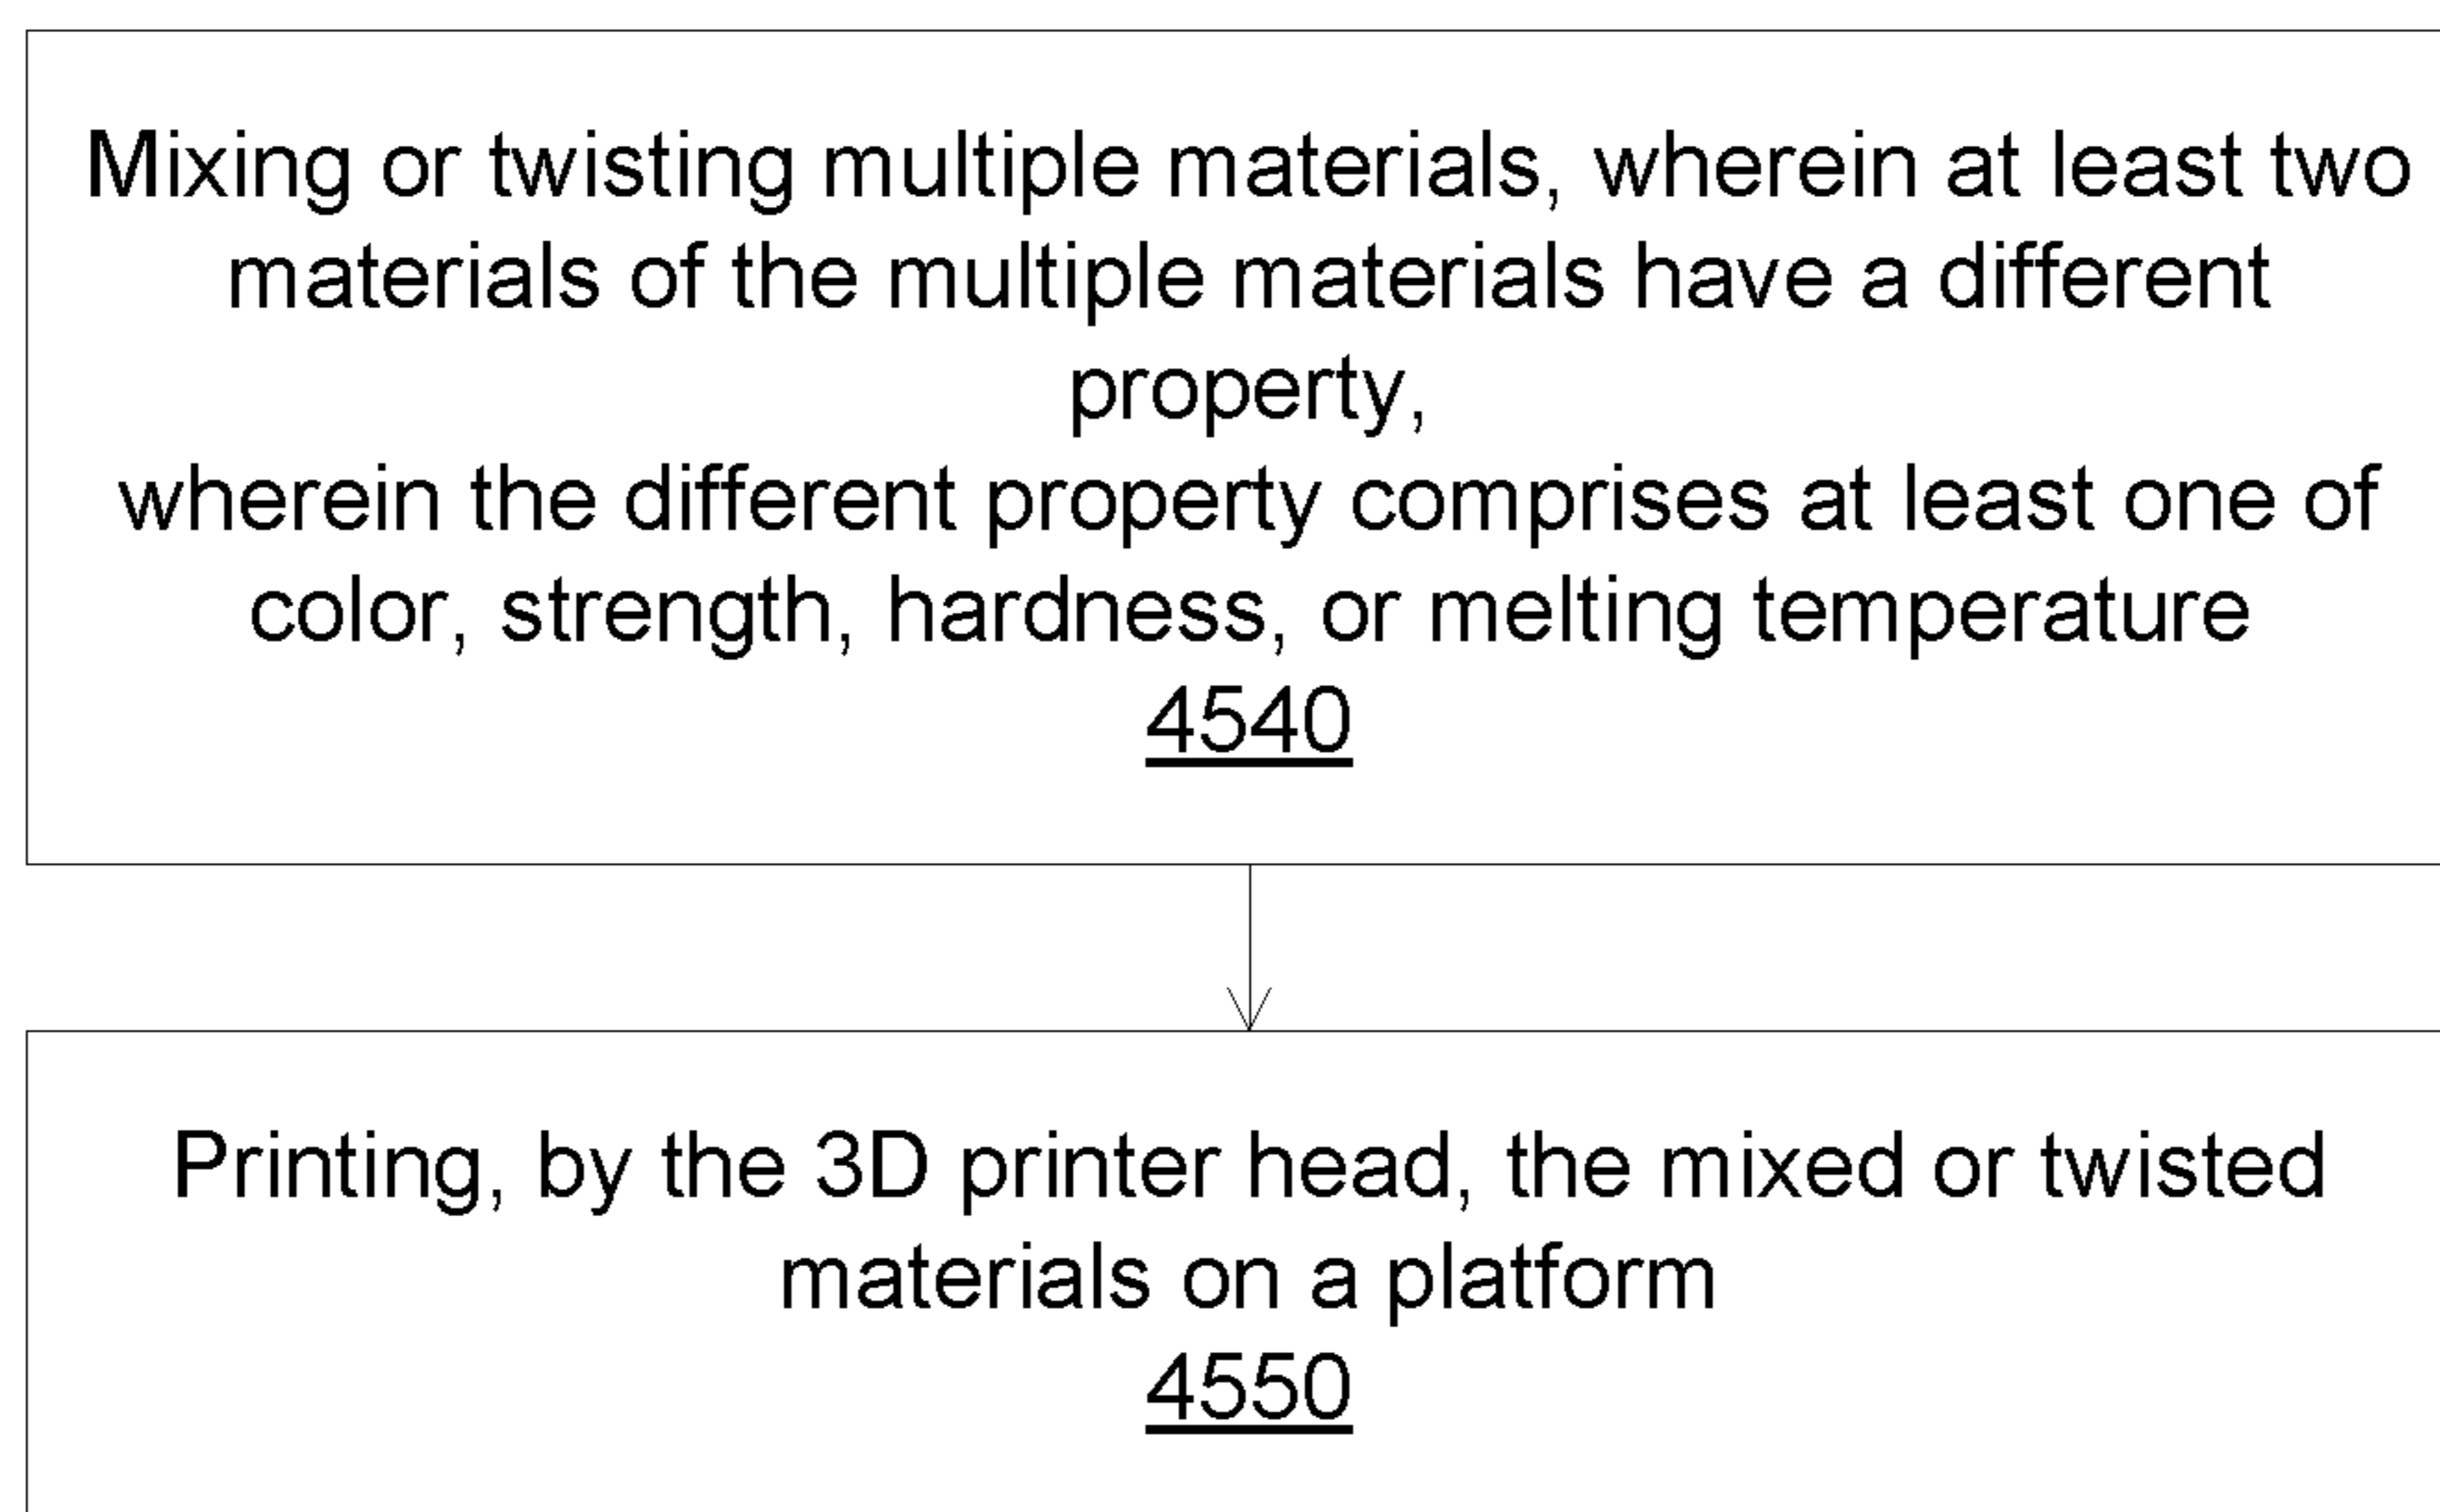 Mixing or twisting multiple materials, wherein at least two
materials of the multiple materials have a different
property,
wherein the different property comprises at least one of
color, strength, hardness, or melting temperature
4540
Printing, by the 3D printer head, the mixed or twisted
materials on a platform
4550